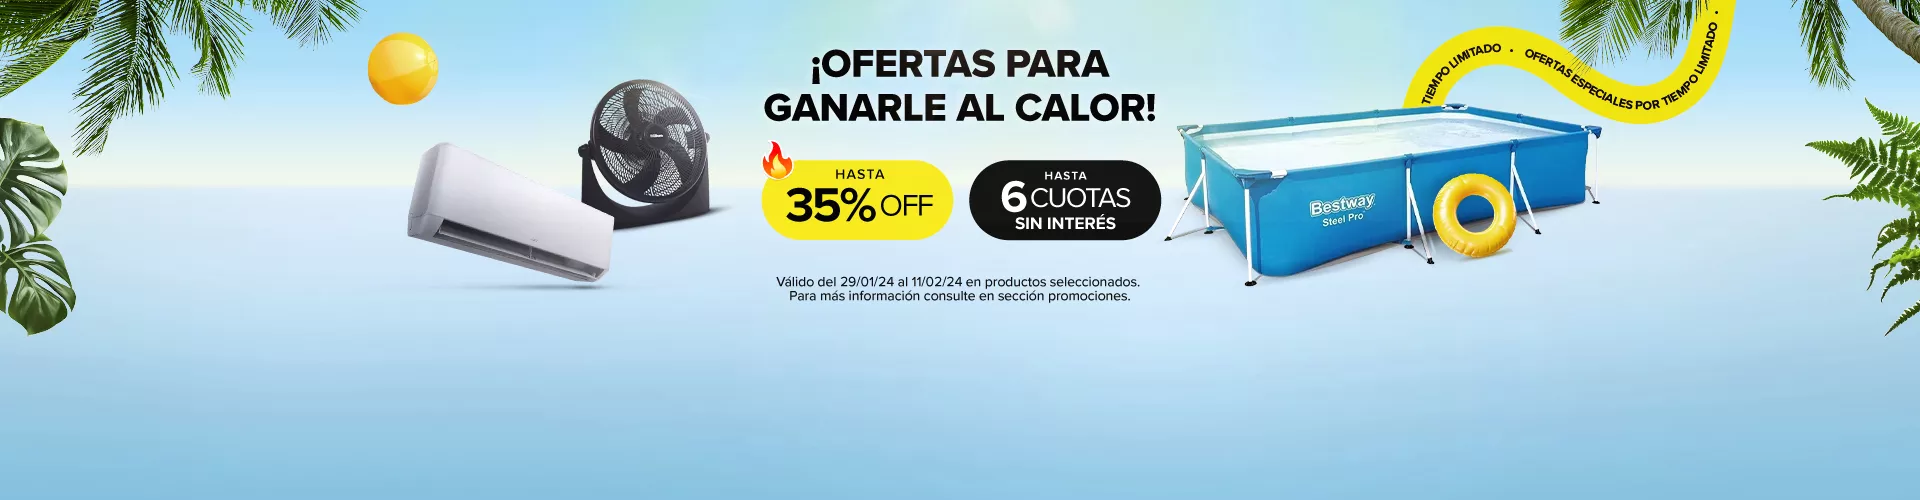 ¡OFERTAS PARA
GANARLE AL CALOR!
HASTA
35% OFF
HASTA
6 CUOTAS
SIN INTERÉS
Válido del 29/01/24 al 11/02/24 en productos seleccionados.
Para más información consulte en sección promociones.
TIEMPO LIMITADO · OFERTAS ESPECIALES POR TIEMPO LIMITADO ·
Bestway
Steel Pro